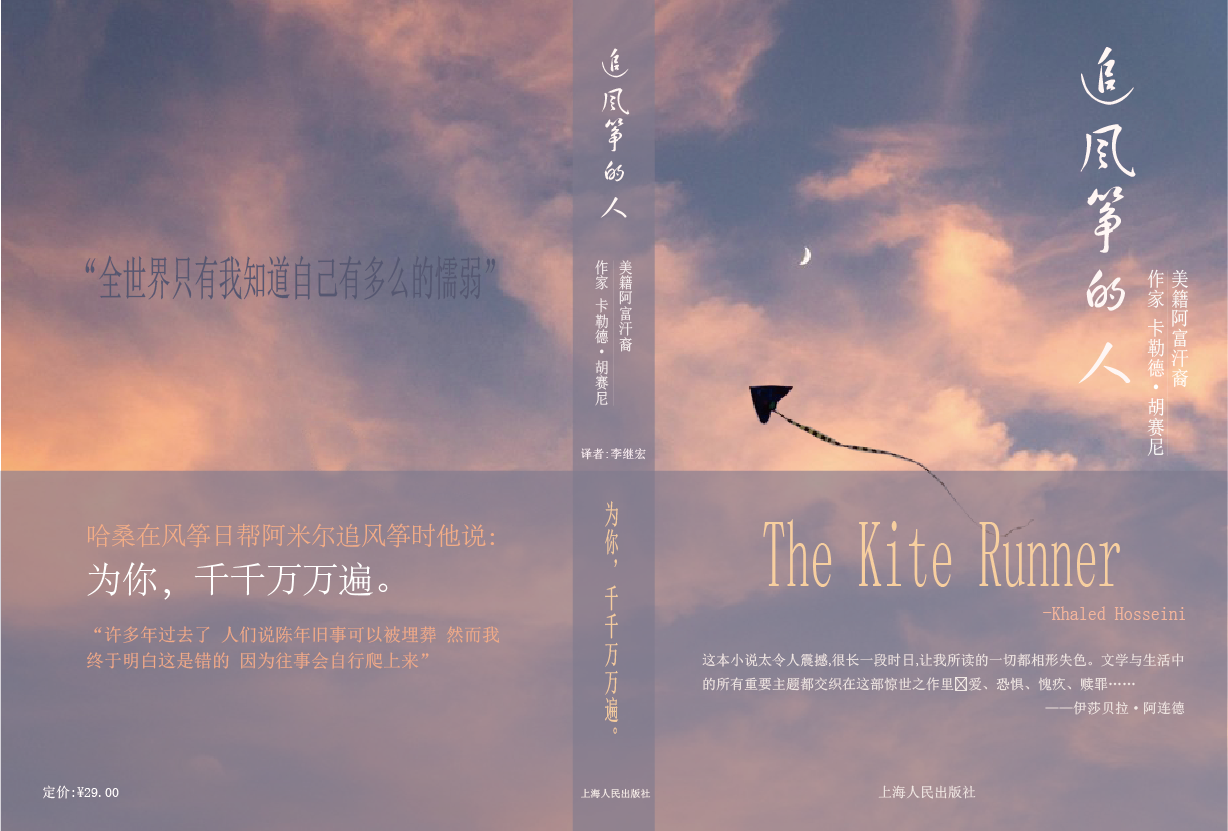 “全世界只有我知道自己有多么的懦弱”
哈桑在风筝日帮阿米尔追风筝时他说:
为你，千千万万遍。
“许多年过去了 人们说陈年旧事可以被埋葬 然而我
终于明白这是错的 因为往事会自行爬上来”
定价:¥29.00
追风筝的人
美籍阿富汗裔
作家 卡勒德·胡赛尼
译者:李继宏
为你，千千万万遍。
上海人民出版社
追风筝的人
美籍阿富汗裔
作家 卡勒德·胡赛尼
The Kite Runner
-Khaled Hosseini
这本小说太令人震撼,很长一段时日,让我所读的一切都相形失色。文学与生活中
的所有重要主题都交织在这部惊世之作里爱、恐惧、愧疚、赎罪……
——伊莎贝拉·阿连德
上海人民出版社